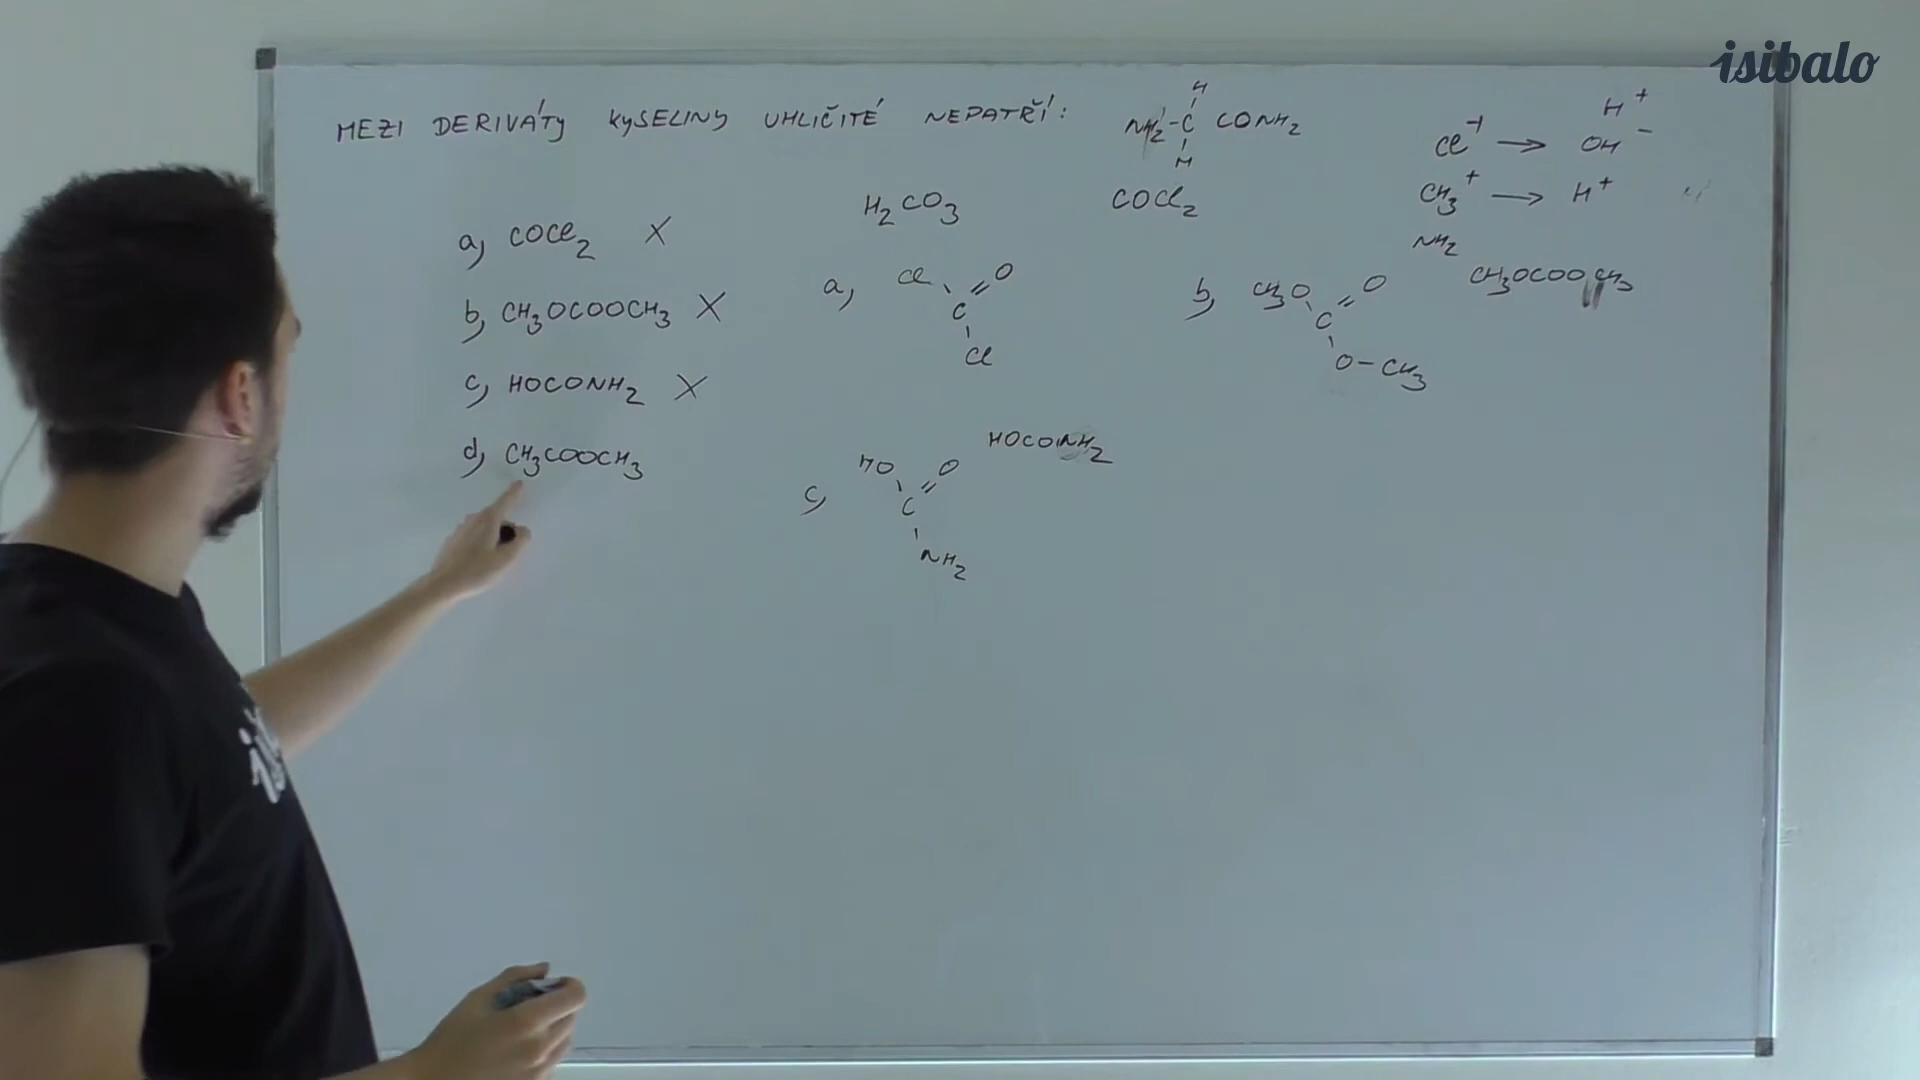 isibalo
MEZI DERIVÁTY KYSELINY UHLIČITÉ NEPATŘÍ:
a) COCl2 X
b) CH3OCOOCH3 X
c) HOCONH2 X
d) CH3COOCH3
H2CO3
a) Cl O
C
Cl
H
NH2-C CONH2
H
COCl2
Cl-1 → H+
OH-
CH3+ → H+
NH2
b) CH3O O
C
O-CH3
CH3OCOOCH3
c) HO O
C
NH2
HOCONH2